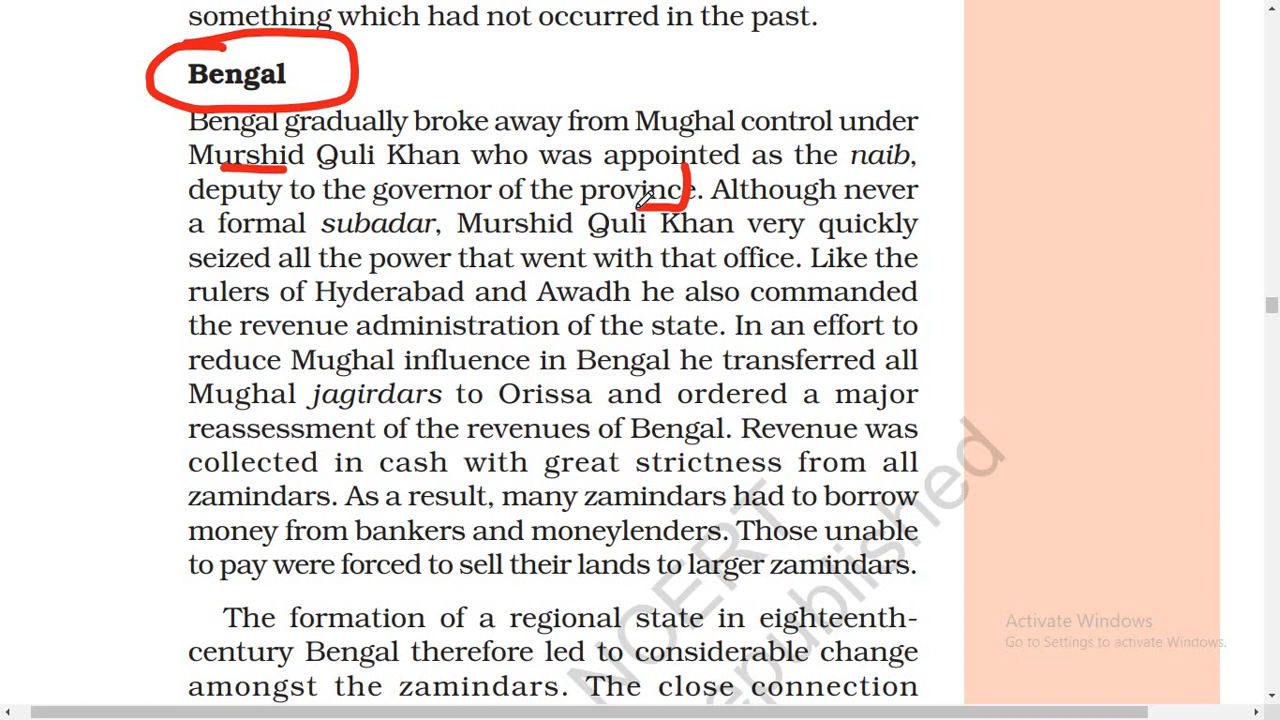 something which had not occurred in the past.
Bengal
Bengal gradually broke away from Mughal control under
Murshid Quli Khan who was appointed as the naib,
deputy to the governor of the province. Although never
a formal subadar, Murshid Quli Khan very quickly
seized all the power that went with that office. Like the
rulers of Hyderabad and Awadh he also commanded
the revenue administration of the state. In an effort to
reduce Mughal influence in Bengal he transferred all
Mughal jagirdars to Orissa and ordered a major
reassessment of the revenues of Bengal. Revenue was
collected in cash with great strictness from all
zamindars. As a result, many zamindars had to borrow
money from bankers and moneylenders. Those unable
to pay were forced to sell their lands to larger zamindars.
The formation of a regional state in eighteenth-
century Bengal therefore led to considerable change
amongst the zamindars. The close connection
NCERT
republished
Activate Windows
Go to Settings to activate Windows.